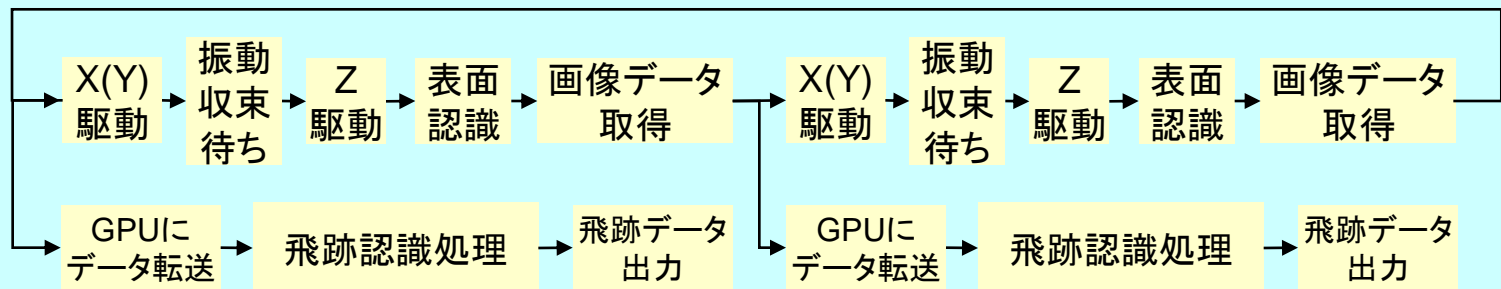 X(Y)
駆動
振動
収束
待ち
Z
駆動
表面
認識
画像データ
取得
X(Y)
駆動
振動
収束
待ち
Z
駆動
表面
認識
画像データ
取得
GPUに
データ転送
飛跡認識処理
飛跡データ
出力
GPUに
データ転送
飛跡認識処理
飛跡データ
出力